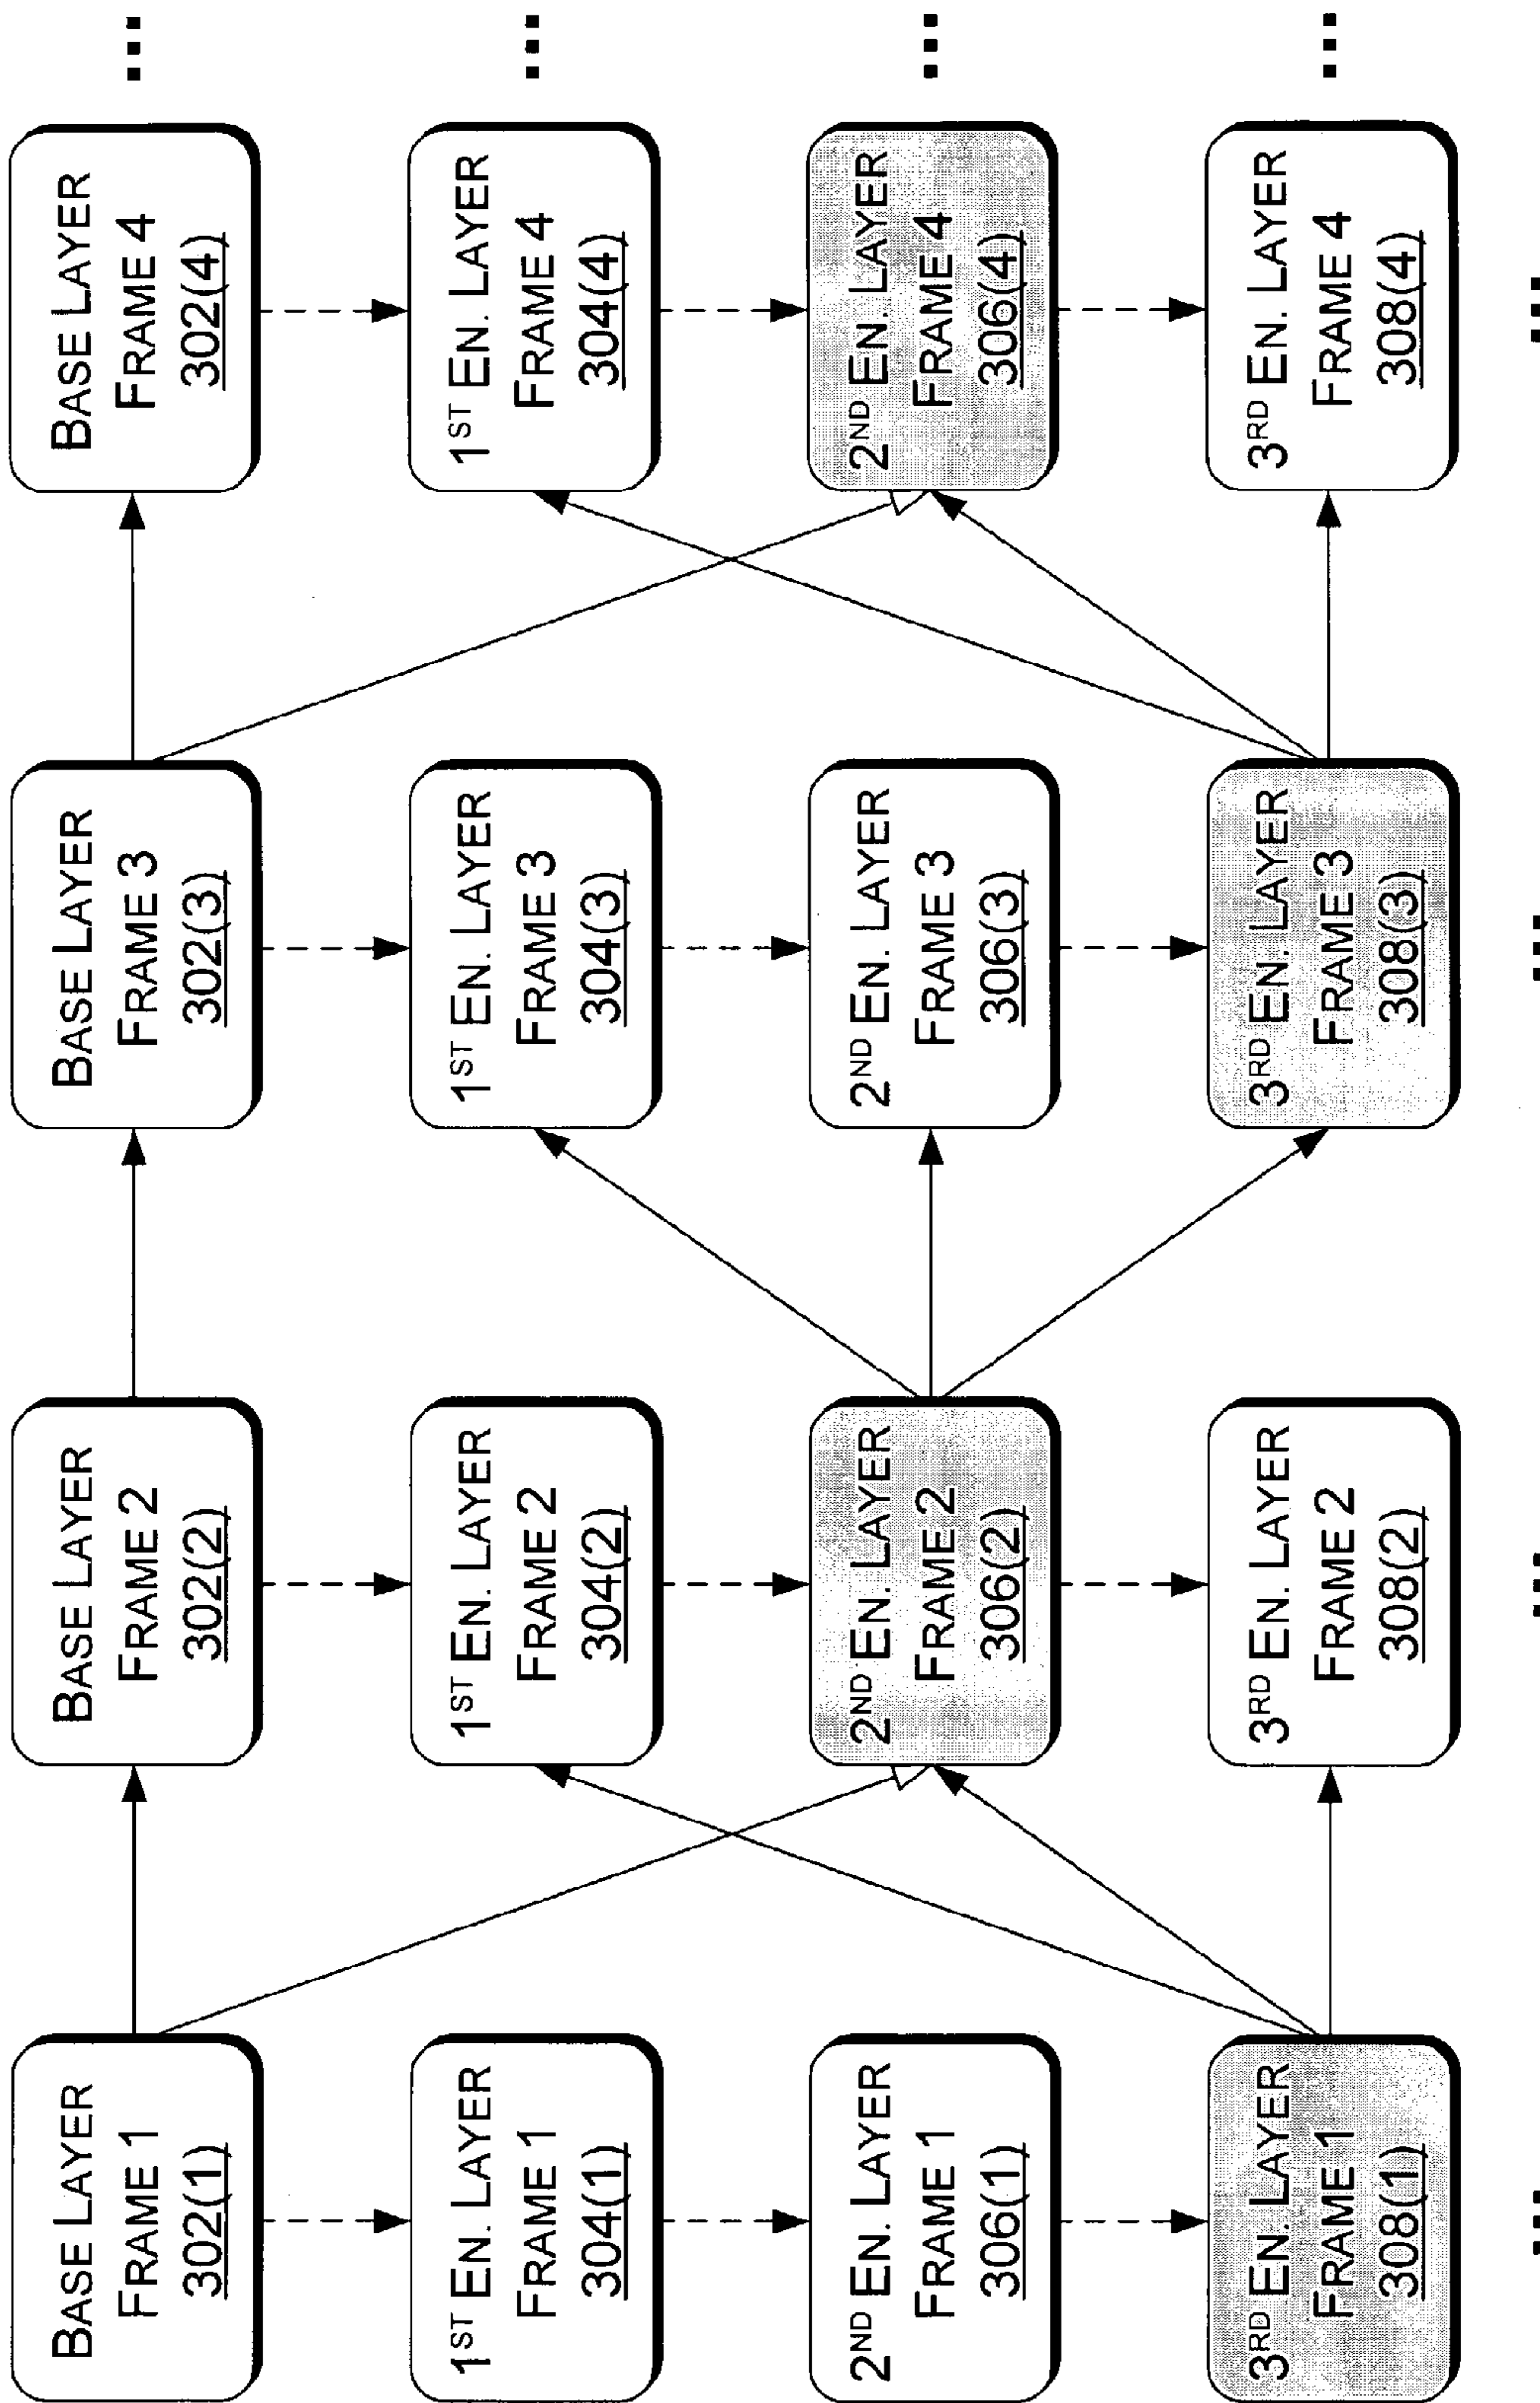 BASE LAYER
FRAME 1
302(1)
BASE LAYER
FRAME 2
302(2)
BASE LAYER
FRAME 3
302(3)
BASE LAYER
FRAME 4
302(4)
1ST EN. LAYER
FRAME 1
304(1)
1ST EN. LAYER
FRAME 2
304(2)
1ST EN. LAYER
FRAME 3
304(3)
1ST EN. LAYER
FRAME 4
304(4)
2ND EN. LAYER
FRAME 1
306(1)
2ND EN. LAYER
FRAME 2
306(2)
2ND EN. LAYER
FRAME 3
306(3)
2ND EN. LAYER
FRAME 4
306(4)
3RD EN. LAYER
FRAME 1
308(1)
3RD EN. LAYER
FRAME 2
308(2)
3RD EN. LAYER
FRAME 3
308(3)
3RD EN. LAYER
FRAME 4
308(4)